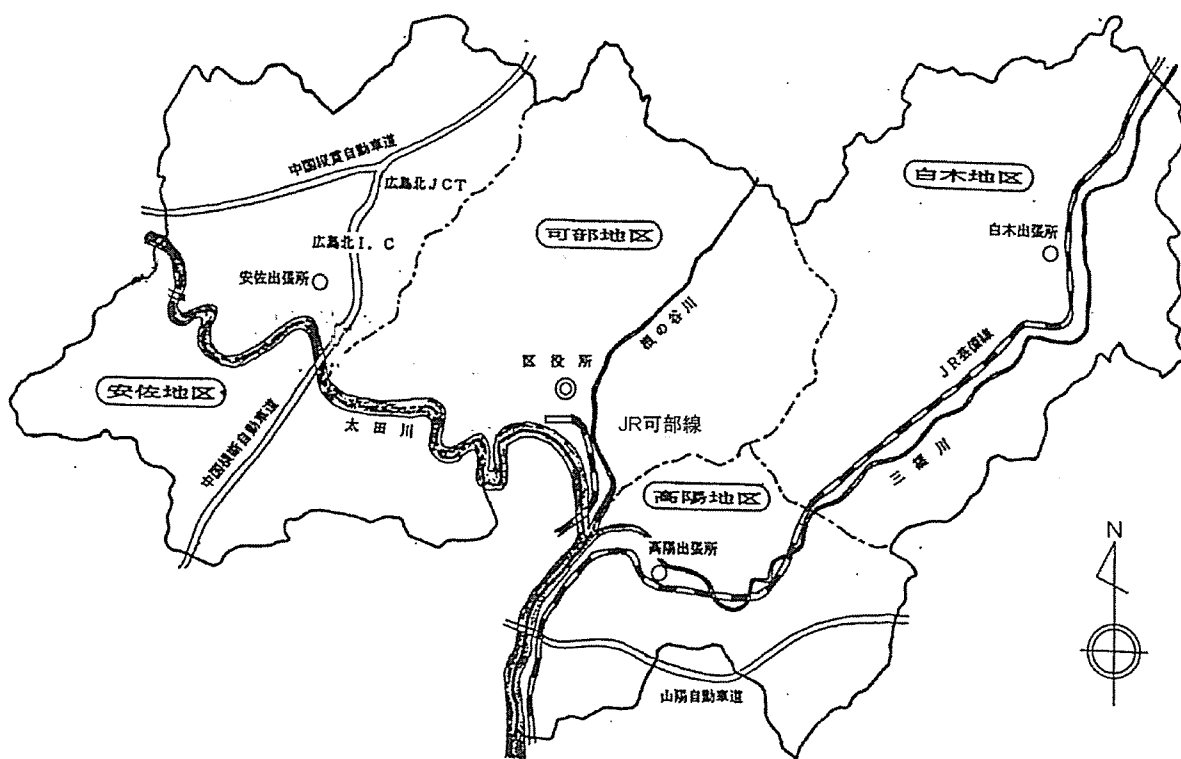 中国縦貫自動車道
広島北JCT
広島北I.C
安佐出張所
安佐地区
中国横断自動車道
太田川
可部地区
区役所
根の谷川
JR可部線
白木地区
白木出張所
JR芸備線
三篠川
高陽地区
高陽出張所
山陽自動車道
N